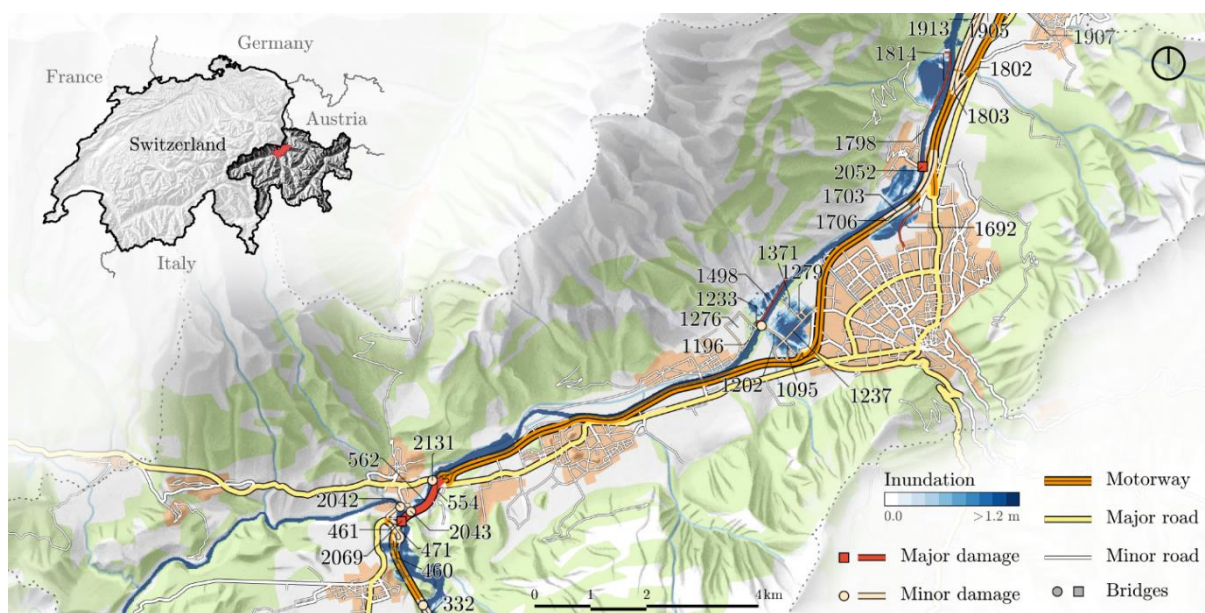 Germany
France
Austria
Switzerland
Italy
1913
1905
1907
1814
1802
1803
1798
2052
1703
1706
1692
1371
1279
1498
1233
1276
1196
1202
1095
1237
2131
562
554
2042
2043
461
471
2069
460
332
0 2 4 km
Inundation
0.0 >1.2 m
Major damage
Minor damage
Motorway
Major road
Minor road
Bridges